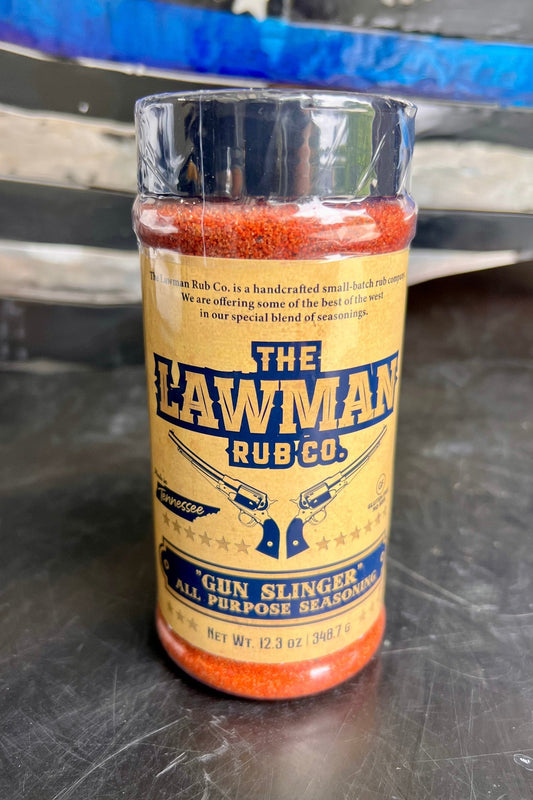 The Lawman Rub Co. is a handcrafted small-batch rub company.
We are offering some of the best of the west
in our special blend of seasonings.
THE
LAWMAN
RUB CO.
Tennessee
"GUN SLINGER"
ALL PURPOSE SEASONING
NET WT. 12.3 OZ | 348.7 G